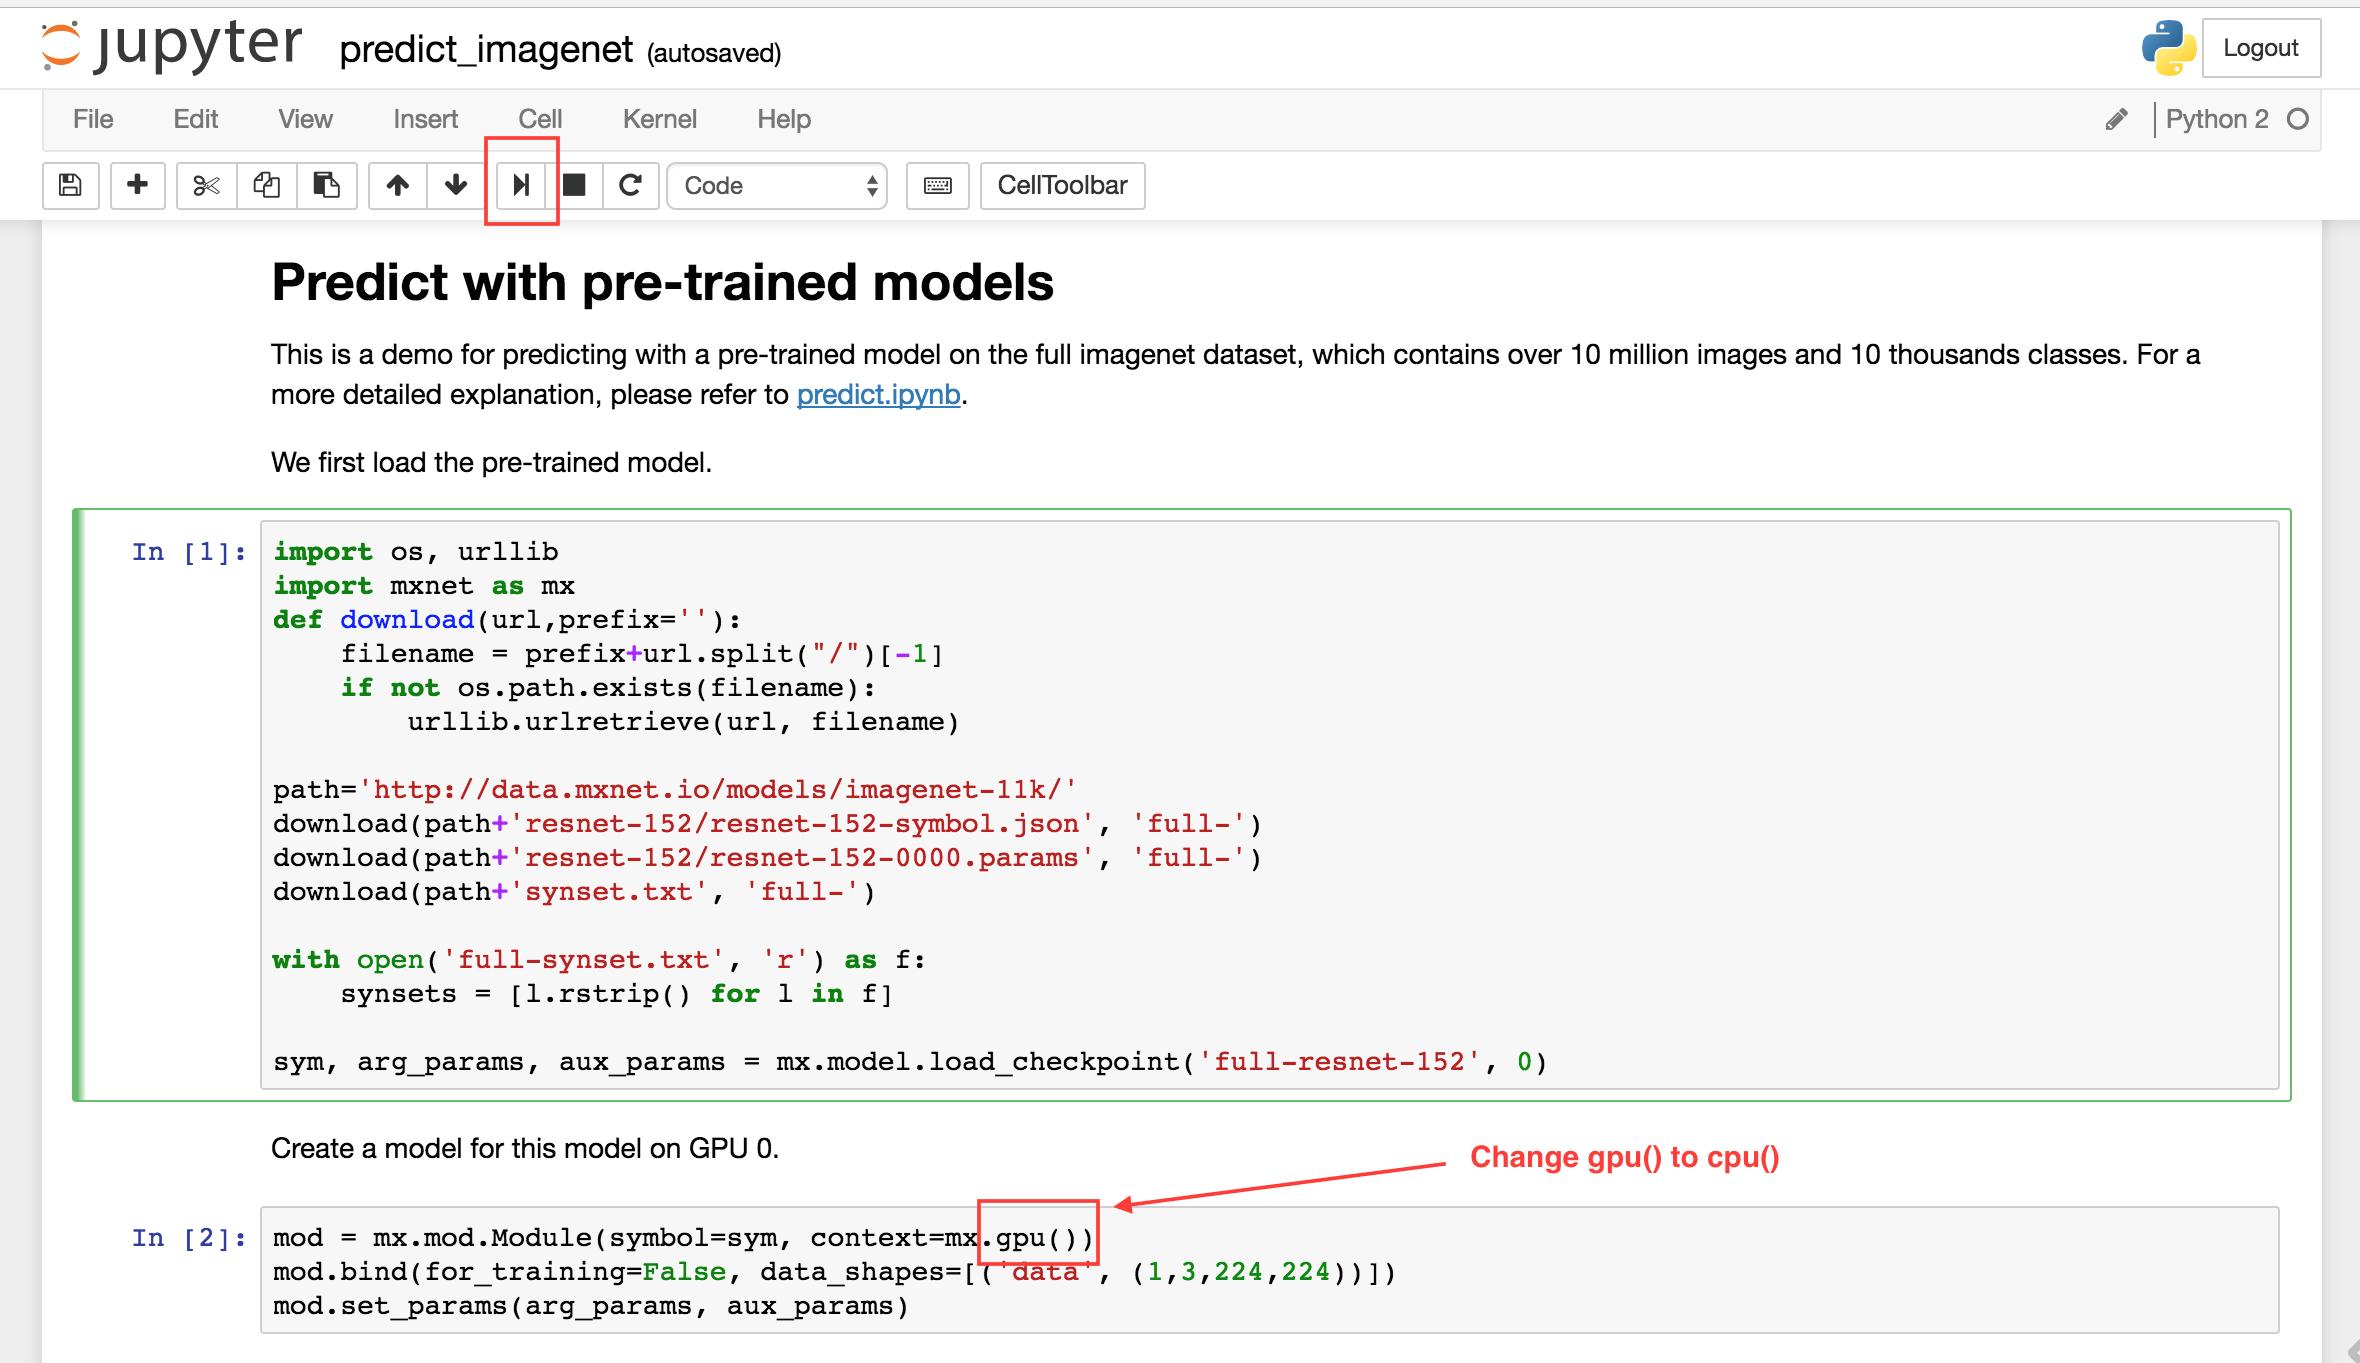 jupyter predict_imagenet (autosaved) Logout
File Edit View Insert Cell Kernel Help Python 2
Code CellToolbar
Predict with pre-trained models
This is a demo for predicting with a pre-trained model on the full imagenet dataset, which contains over 10 million images and 10 thousands classes. For a
more detailed explanation, please refer to predict.ipynb.
We first load the pre-trained model.
In [1]: import os, urllib
import mxnet as mx
def download(url,prefix=''):
    filename = prefix+url.split("/")[-1]
    if not os.path.exists(filename):
        urllib.urlretrieve(url, filename)
path='http://data.mxnet.io/models/imagenet-11k/'
download(path+'resnet-152/resnet-152-symbol.json', 'full-')
download(path+'resnet-152/resnet-152-0000.params', 'full-')
download(path+'synset.txt', 'full-')
with open('full-synset.txt', 'r') as f:
    synsets = [l.rstrip() for l in f]
sym, arg_params, aux_params = mx.model.load_checkpoint('full-resnet-152', 0)
Create a model for this model on GPU 0.
Change gpu() to cpu()
In [2]: mod = mx.mod.Module(symbol=sym, context=mx.gpu())
mod.bind(for_training=False, data_shapes=[('data', (1,3,224,224))])
mod.set_params(arg_params, aux_params)